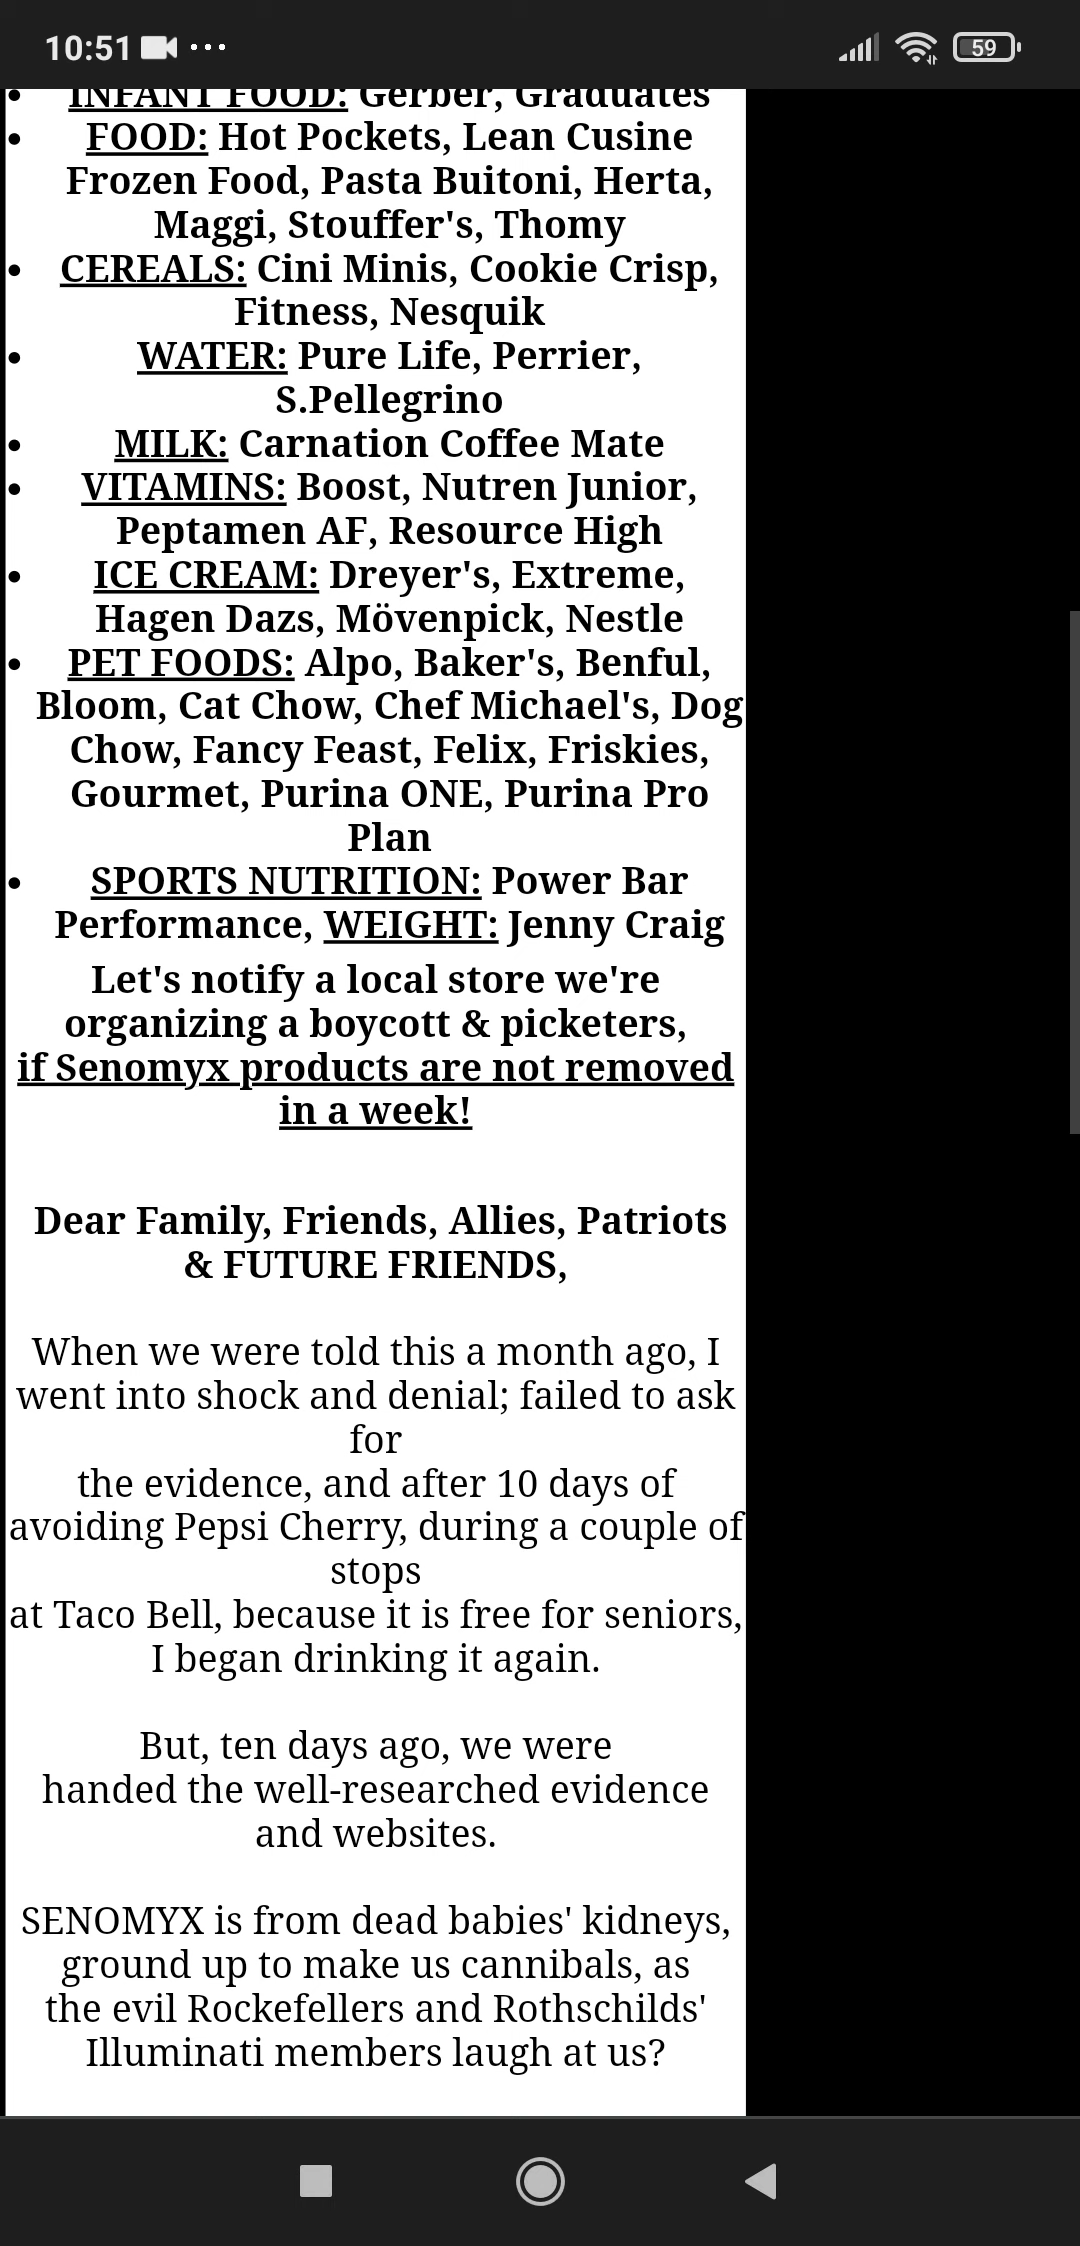 10:51
59
• INFANT FOOD: Gerber, Graduates
• FOOD: Hot Pockets, Lean Cusine
Frozen Food, Pasta Buitoni, Herta,
Maggi, Stouffer's, Thomy
• CEREALS: Cini Minis, Cookie Crisp,
Fitness, Nesquik
• WATER: Pure Life, Perrier,
S.Pellegrino
• MILK: Carnation Coffee Mate
• VITAMINS: Boost, Nutren Junior,
Peptamen AF, Resource High
• ICE CREAM: Dreyer's, Extreme,
Hagen Dazs, Mövenpick, Nestle
• PET FOODS: Alpo, Baker's, Benful,
Bloom, Cat Chow, Chef Michael's, Dog
Chow, Fancy Feast, Felix, Friskies,
Gourmet, Purina ONE, Purina Pro
Plan
• SPORTS NUTRITION: Power Bar
Performance, WEIGHT: Jenny Craig
Let's notify a local store we're
organizing a boycott & picketers,
if Senomyx products are not removed
in a week!
Dear Family, Friends, Allies, Patriots
& FUTURE FRIENDS,
When we were told this a month ago, I
went into shock and denial; failed to ask
for
the evidence, and after 10 days of
avoiding Pepsi Cherry, during a couple of
stops
at Taco Bell, because it is free for seniors,
I began drinking it again.
But, ten days ago, we were
handed the well-researched evidence
and websites.
SENOMYX is from dead babies' kidneys,
ground up to make us cannibals, as
the evil Rockefellers and Rothschilds'
Illuminati members laugh at us?